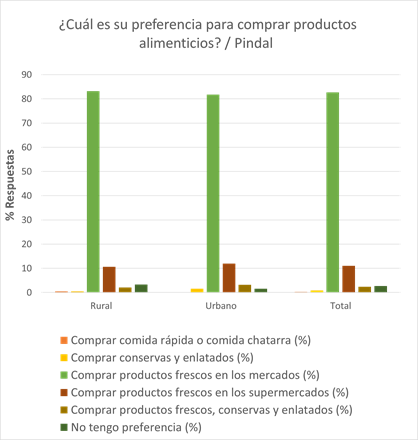 ¿Cuál es su preferencia para comprar productos
alimenticios? / Pindal
90
80
70
60
50
40
30
20
10
0
% Respuestas
Rural
Urbano
Total
Comprar comida rápida o comida chatarra (%)
Comprar conservas y enlatados (%)
Comprar productos frescos en los mercados (%)
Comprar productos frescos en los supermercados (%)
Comprar productos frescos, conservas y enlatados (%)
No tengo preferencia (%)